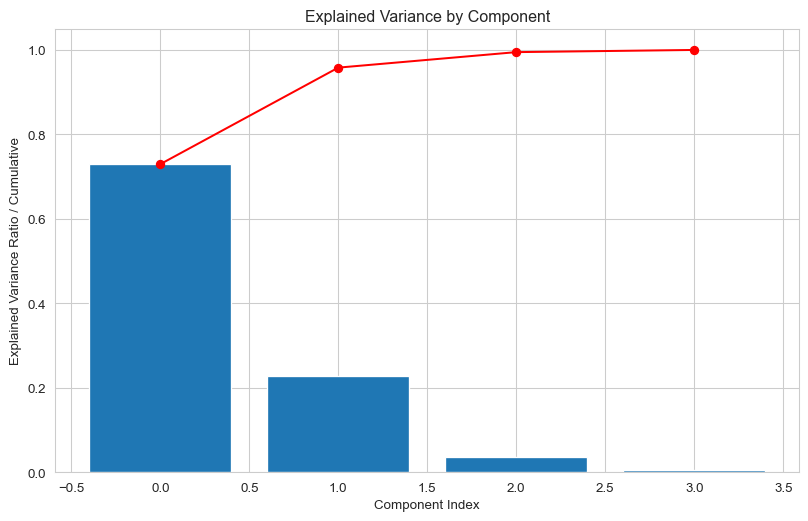 Explained Variance by Component
Explained Variance Ratio / Cumulative
1.0
0.8
0.6
0.4
0.2
0.0
−0.5 0.0 0.5 1.0 1.5 2.0 2.5 3.0 3.5
Component Index